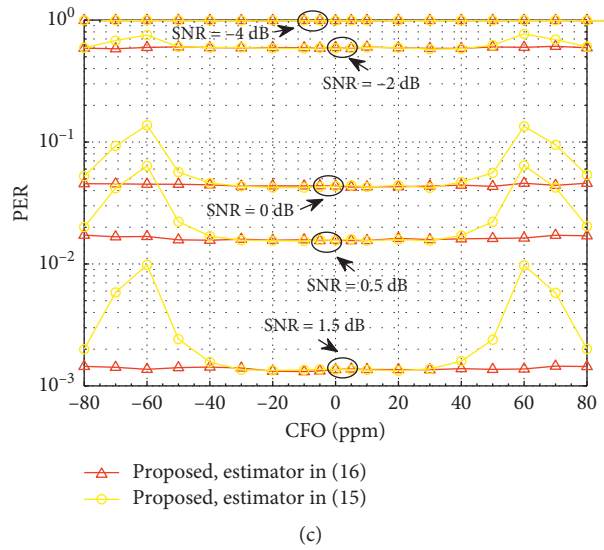 10⁰
SNR = −4 dB
SNR = −2 dB
10⁻¹
PER
SNR = 0 dB
10⁻²
SNR = 0.5 dB
SNR = 1.5 dB
10⁻³
−80 −60 −40 −20 0 20 40 60 80
CFO (ppm)
Proposed, estimator in (16)
Proposed, estimator in (15)
(c)